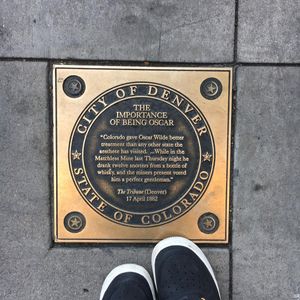 CITY OF DENVER
THE
IMPORTANCE
OF BEING OSCAR
"Colorado gave Oscar Wilde better
treatment than any other state the
aesthete has visited. ...While in the
Matchless Mine last Thursday night he
drank twelve snorters from a bottle of
whisky, and the miners present voted
him a perfect gentleman."
The Tribune (Denver)
17 April 1882
STATE OF COLORADO